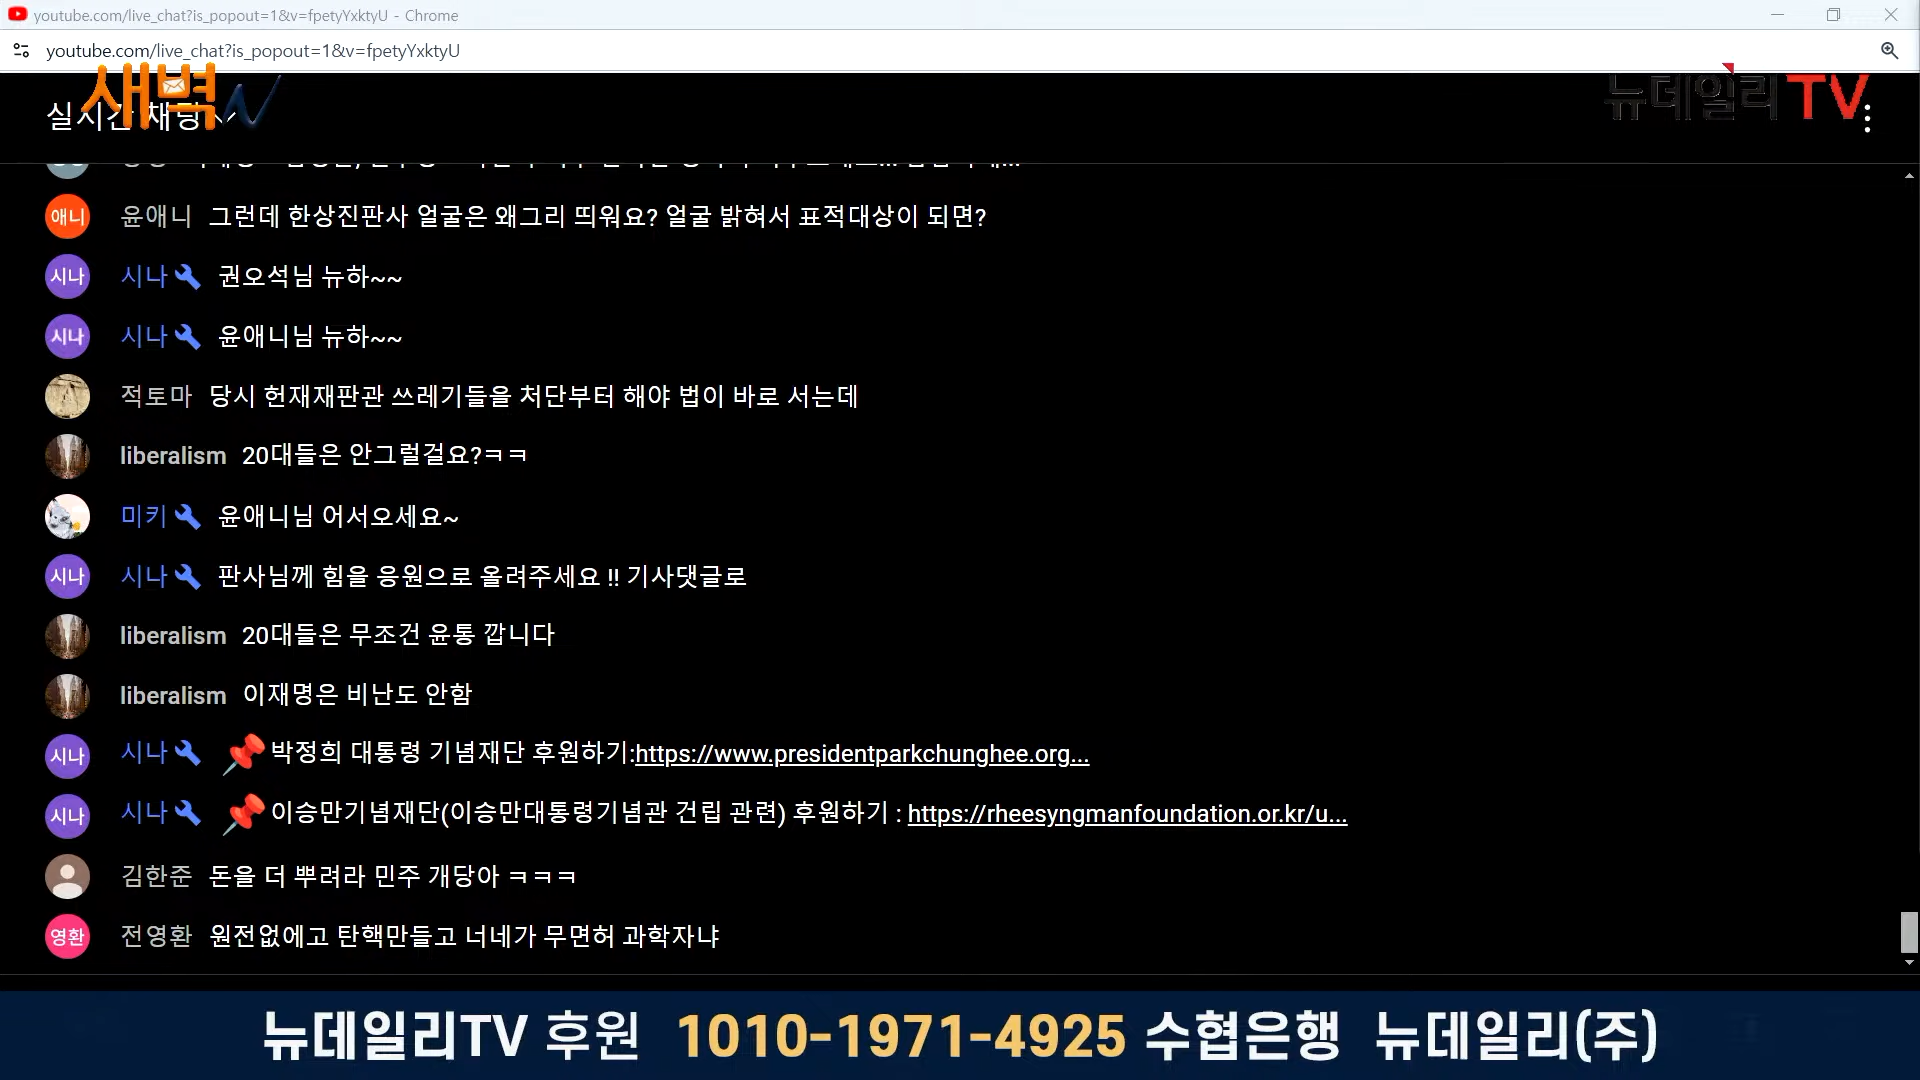 youtube.com/live_chat?is_popout=1&v=fpetyYxktyU - Chrome
youtube.com/live_chat?is_popout=1&v=fpetyYxktyU
새벽N
뉴데일리TV
실시간 채팅
애니 윤애니 그런데 한상진판사 얼굴은 왜그리 띄워요? 얼굴 밝혀서 표적대상이 되면?
시나 시나 권오석님 뉴하~~
시나 시나 윤애니님 뉴하~~
적토마 당시 헌재재판관 쓰레기들을 처단부터 해야 법이 바로 서는데
liberalism 20대들은 안그럴걸요?ㅋㅋ
미키 윤애니님 어서오세요~
시나 시나 판사님께 힘을 응원으로 올려주세요 !! 기사댓글로
liberalism 20대들은 무조건 윤통 깝니다
liberalism 이재명은 비난도 안함
시나 시나 📌박정희 대통령 기념재단 후원하기:https://www.presidentparkchunghee.org...
시나 시나 📌이승만기념재단(이승만대통령기념관 건립 관련) 후원하기 : https://rheesyngmanfoundation.or.kr/u...
김한준 돈을 더 뿌려라 민주 개당아 ㅋㅋㅋ
영환 전영환 원전없에고 탄핵만들고 너네가 무면허 과학자냐
뉴데일리TV 후원 1010-1971-4925 수협은행 뉴데일리(주)